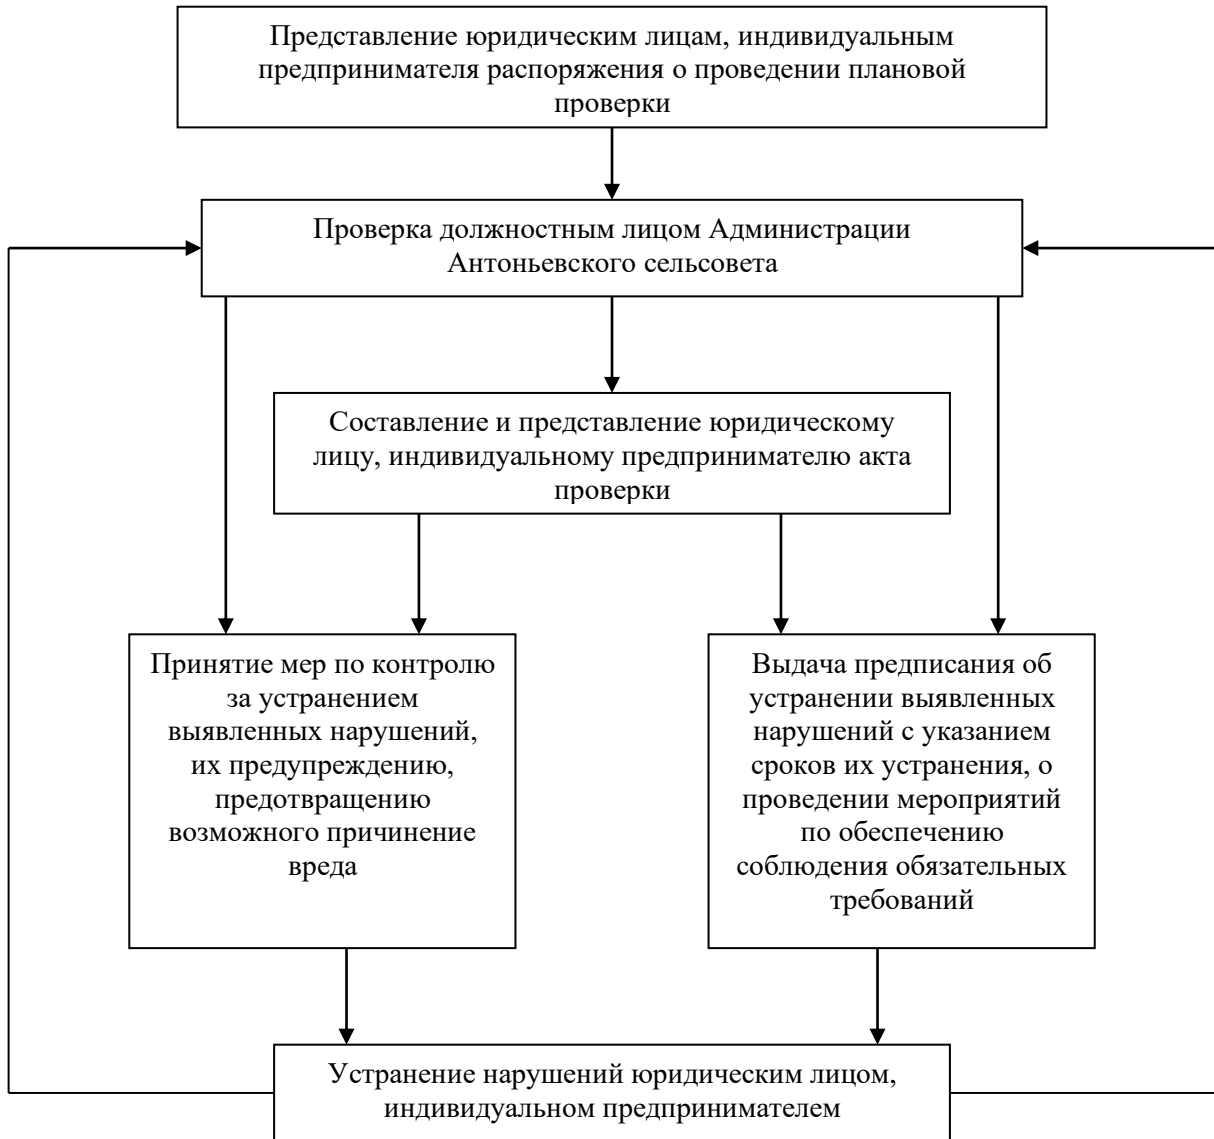 Представление юридическим лицам, индивидуальным
предпринимателя распоряжения о проведении плановой
проверки
Проверка должностным лицом Администрации
Антоньевского сельсовета
Составление и представление юридическому
лицу, индивидуальному предпринимателю акта
проверки
Принятие мер по контролю
за устранением
выявленных нарушений,
их предупреждению,
предотвращению
возможного причинение
вреда
Выдача предписания об
устранении выявленных
нарушений с указанием
сроков их устранения, о
проведении мероприятий
по обеспечению
соблюдения обязательных
требований
Устранение нарушений юридическим лицом,
индивидуальном предпринимателем